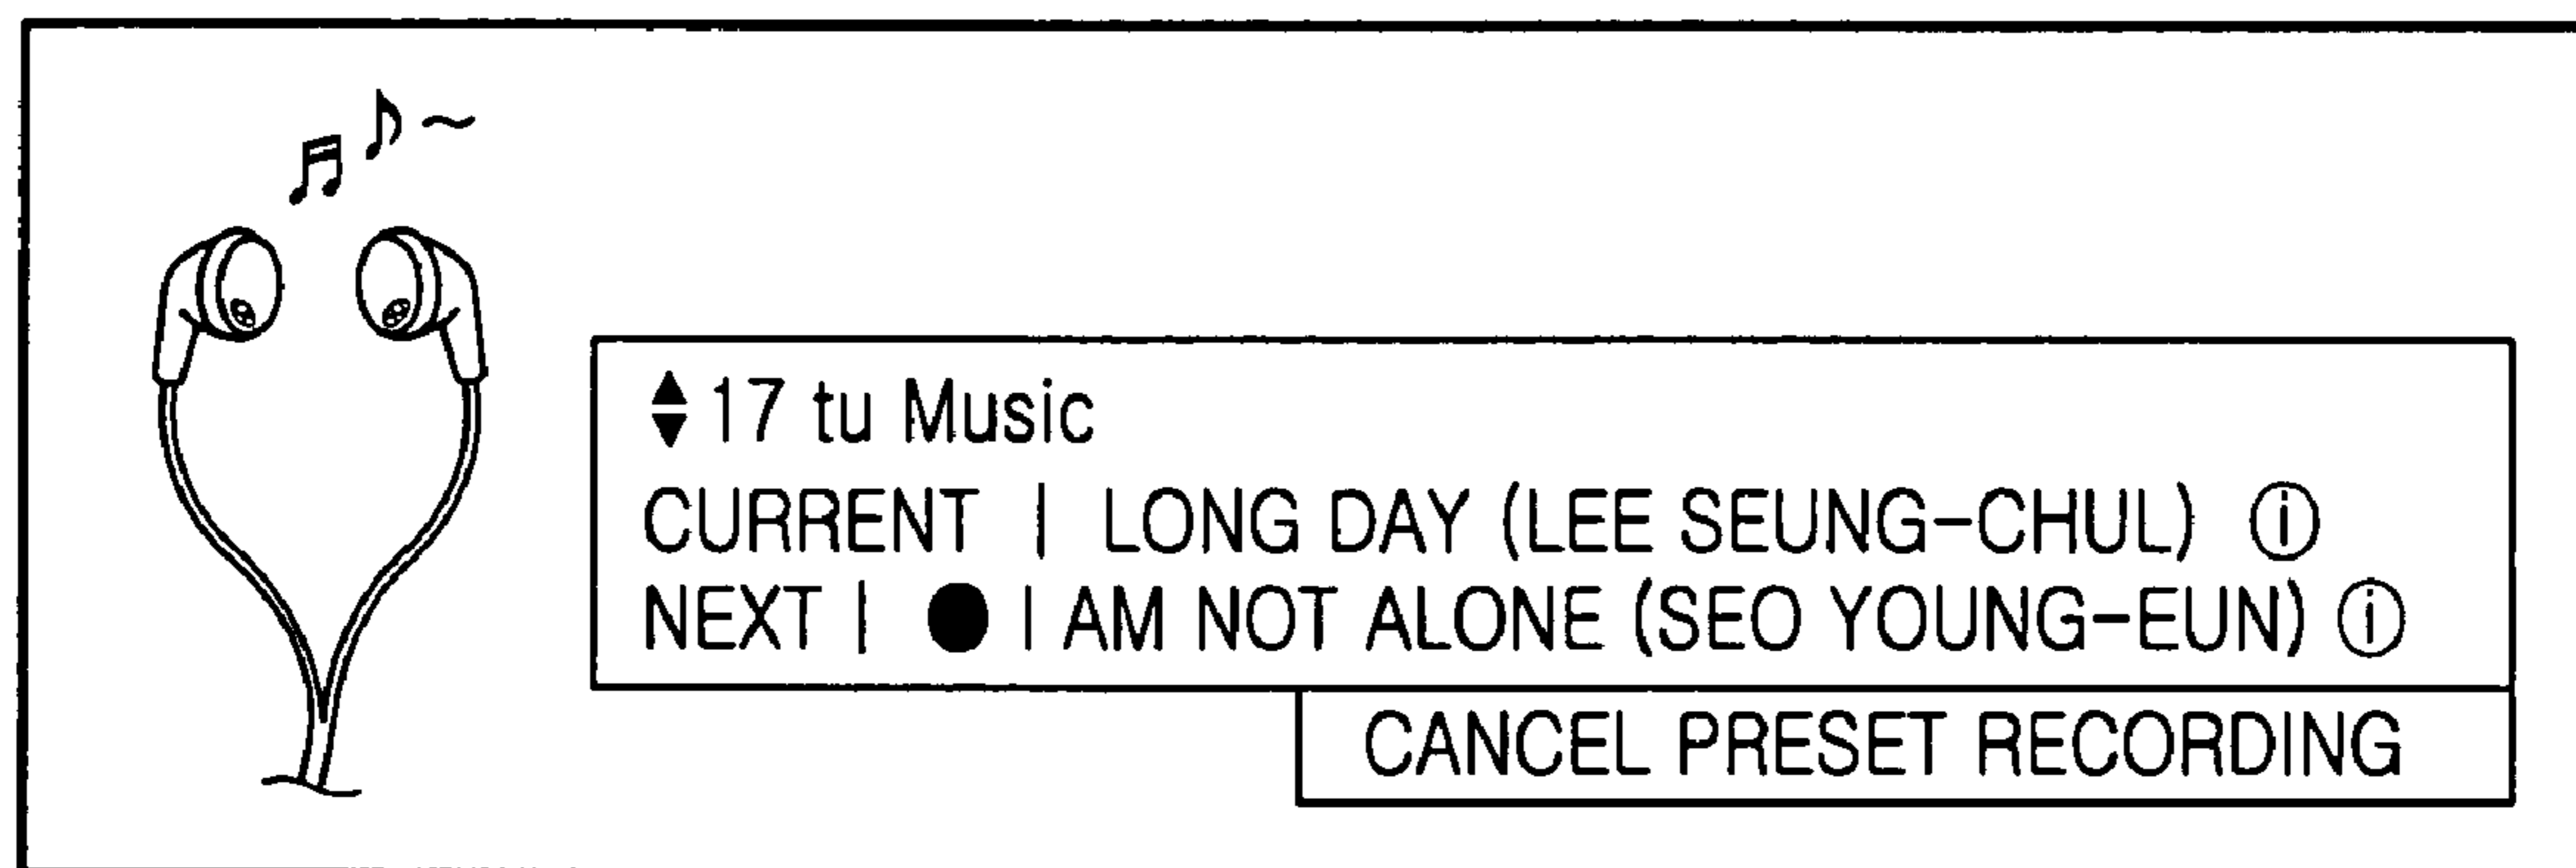 17 tu Music
CURRENT | LONG DAY (LEE SEUNG-CHUL) ⓘ
NEXT | ● I AM NOT ALONE (SEO YOUNG-EUN) ⓘ
CANCEL PRESET RECORDING